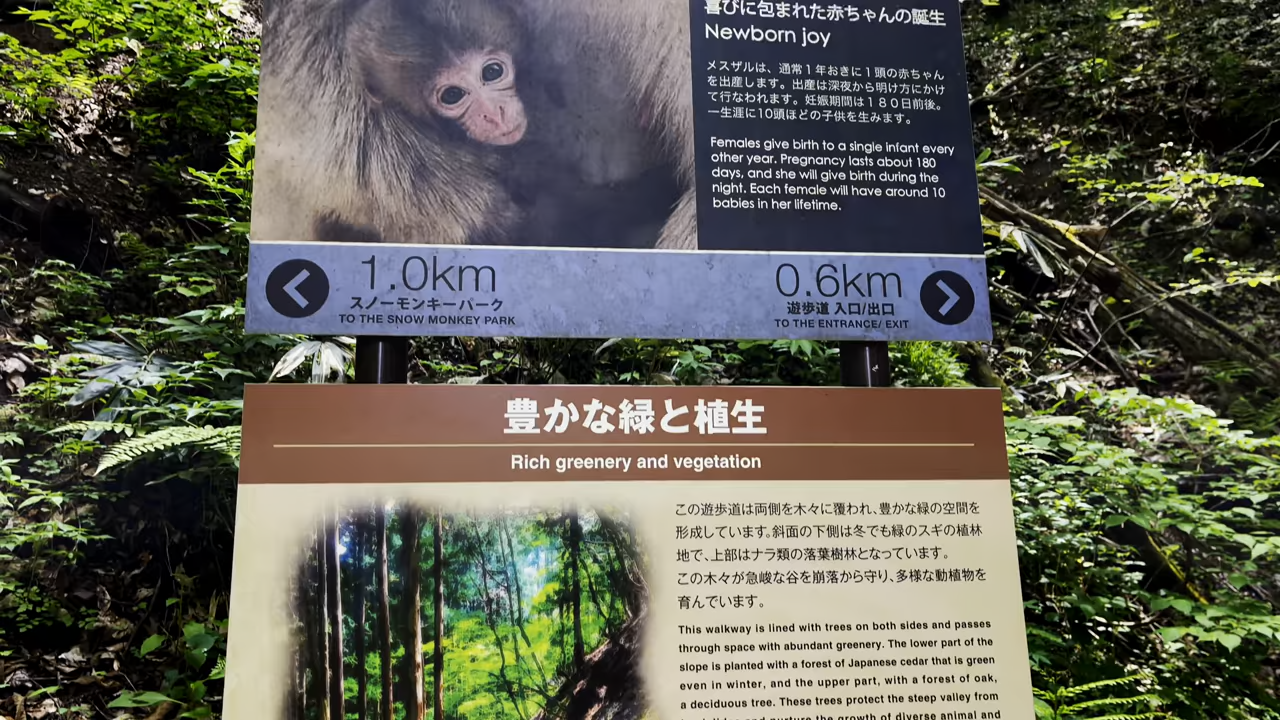 喜びに包まれた赤ちゃんの誕生
Newborn joy
メスザルは、通常１年おきに１頭の赤ちゃん
を出産します。出産は深夜から明け方にかけ
て行なわれます。妊娠期間は１８０日前後。
一生涯に10頭ほどの子供を生みます。
Females give birth to a single infant every
other year. Pregnancy lasts about 180
days, and she will give birth during the
night. Each female will have around 10
babies in her lifetime.
1.0km
スノーモンキーパーク
TO THE SNOW MONKEY PARK
0.6km
遊歩道 入口/出口
TO THE ENTRANCE/ EXIT
豊かな緑と植生
Rich greenery and vegetation
この遊歩道は両側を木々に覆われ、豊かな緑の空間を
形成しています。斜面の下側は冬でも緑のスギの植林
地で、上部はナラ類の落葉樹林となっています。
この木々が急峻な谷を崩落から守り、多様な動植物を
育んでいます。
This walkway is lined with trees on both sides and passes
through space with abundant greenery. The lower part of the
slope is planted with a forest of Japanese cedar that is green
even in winter, and the upper part, with a forest of oak,
a deciduous tree. These trees protect the steep valley from
and nurture the growth of diverse animal and